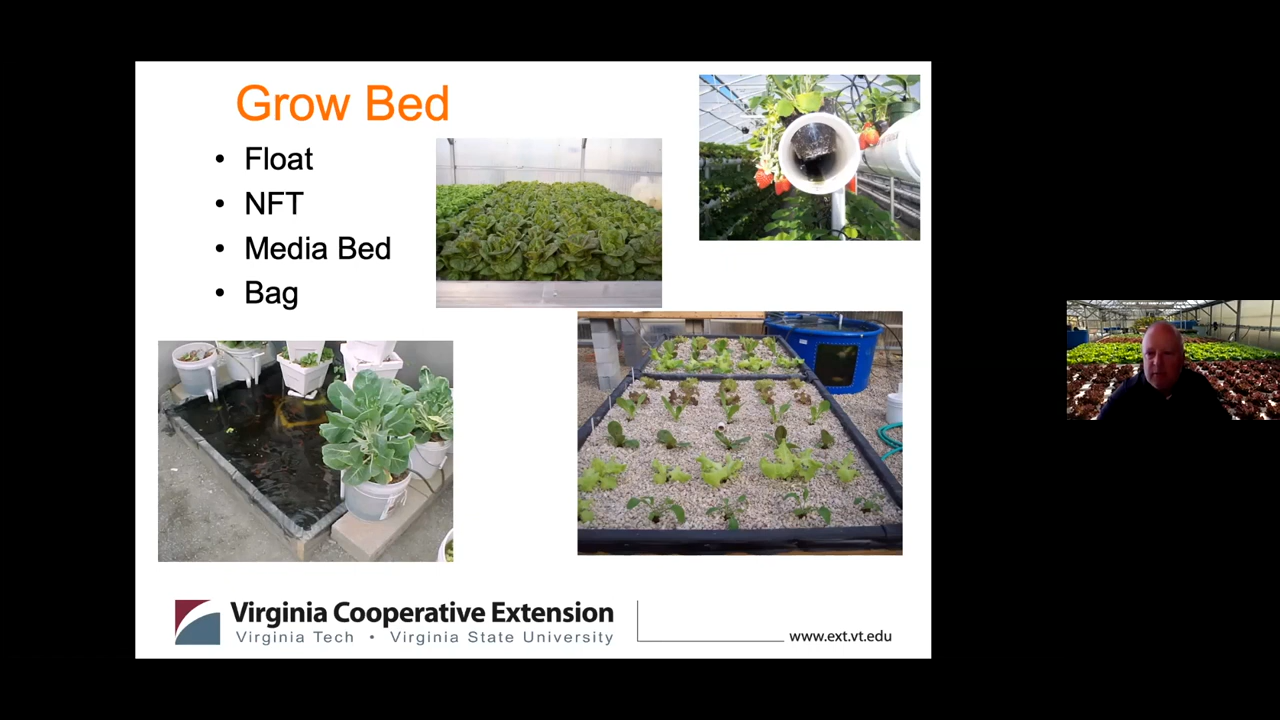 Grow Bed
• Float
• NFT
• Media Bed
• Bag
Virginia Cooperative Extension
Virginia Tech • Virginia State University
www.ext.vt.edu